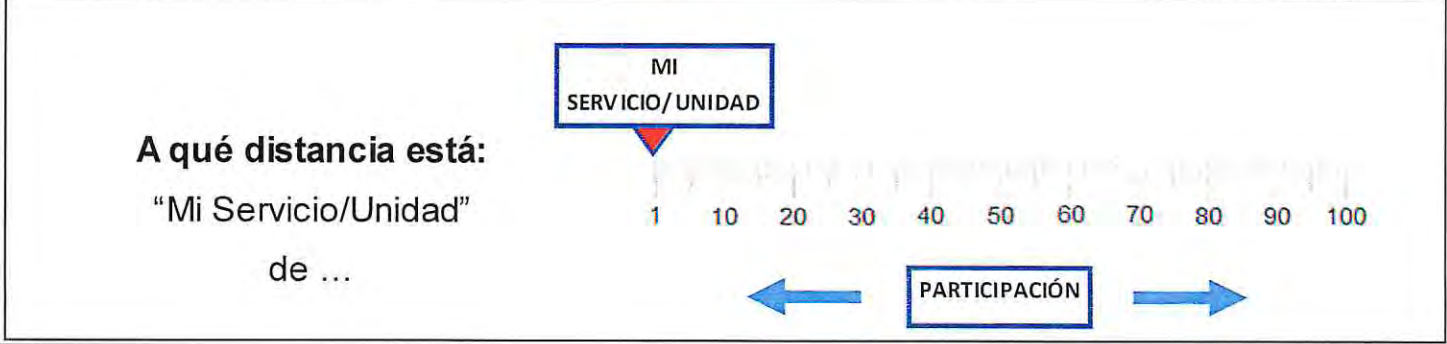 MI
SERVICIO/UNIDAD
A qué distancia está:
“Mi Servicio/Unidad”
de ...
1 10 20 30 40 50 60 70 80 90 100
PARTICIPACIÓN